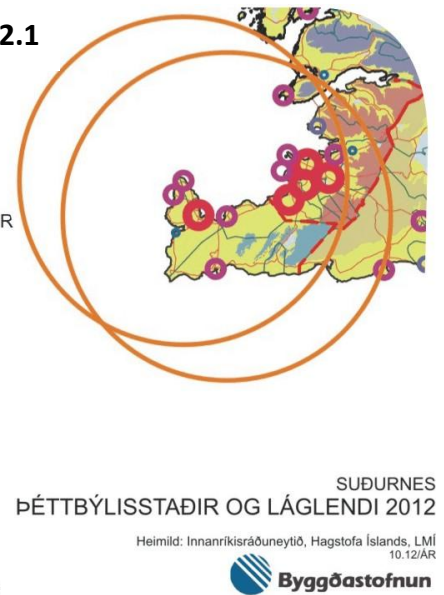 2.1
R
SUÐURNES
ÞÉTTBÝLISSTAÐIR OG LÁGLENDI 2012
Heimild: Innanríkisráðuneytið, Hagstofa Íslands, LMÍ
10.12/ÁR
Byggðastofnun